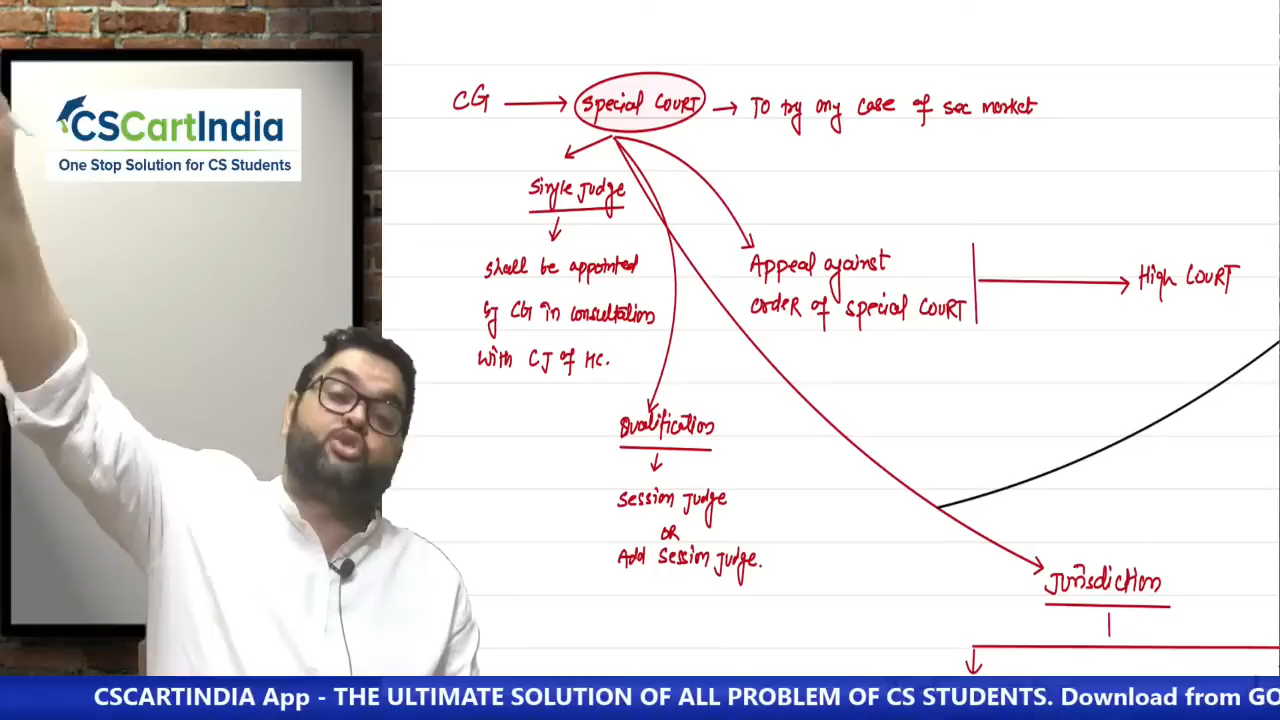 CSCartIndia
One Stop Solution for CS Students
CG → Special COURT → To try any case of sec market
Single Judge
shall be appointed
by CG in consultation
with CJ of HC.
Appeal against
order of special COURT
High COURT
Qualification
Session Judge
OR
Add Session Judge.
Jurisdiction
CSCARTINDIA App - THE ULTIMATE SOLUTION OF ALL PROBLEM OF CS STUDENTS. Download from GO